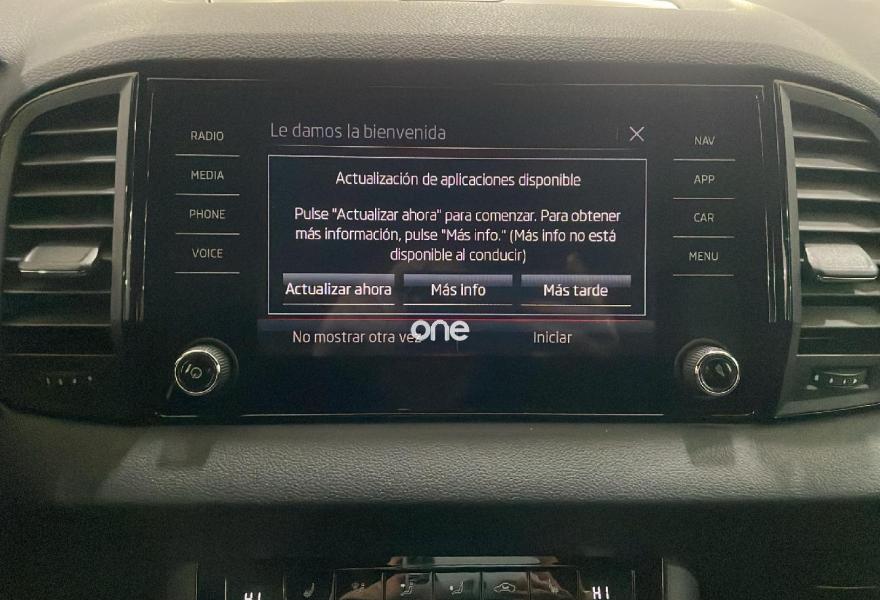 RADIO
MEDIA
PHONE
VOICE
Le damos la bienvenida
Actualización de aplicaciones disponible
Pulse "Actualizar ahora" para comenzar. Para obtener
más información, pulse "Más info." (Más info no está
disponible al conducir)
Actualizar ahora
Más info
Más tarde
No mostrar otra vez
Iniciar
one
NAV
APP
CAR
MENU
HI
HI